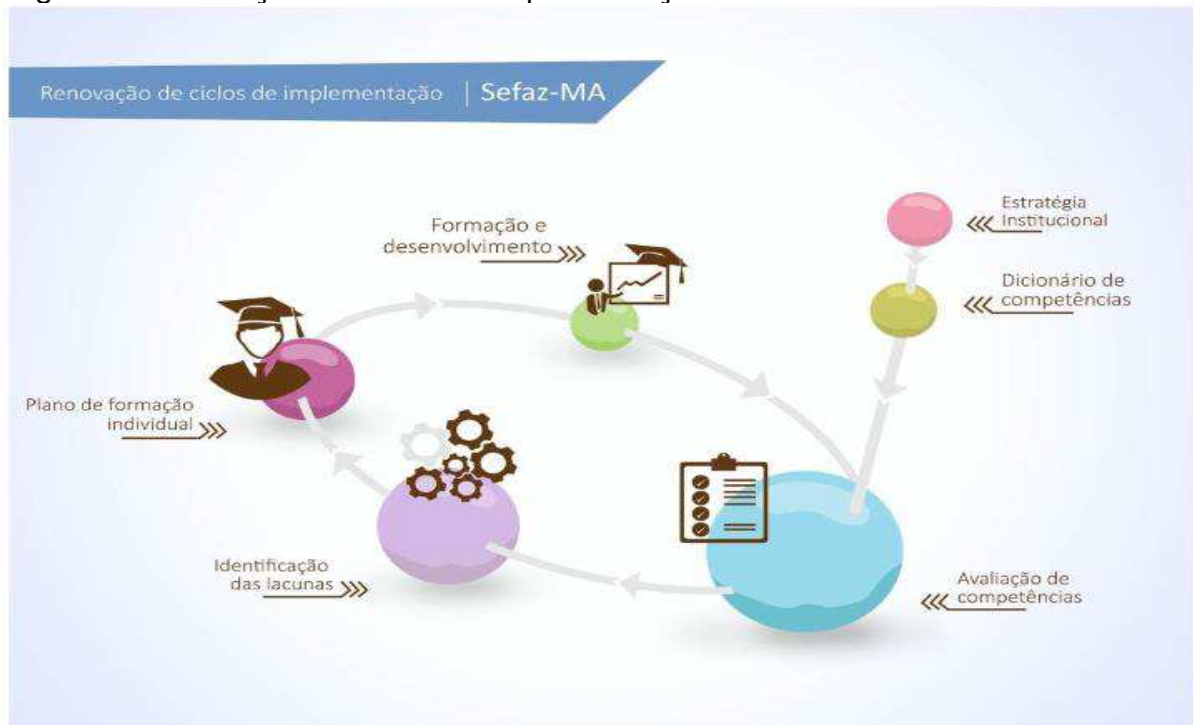 Renovação de ciclos de implementação | Sefaz-MA
Estratégia
Institucional
Formação e
desenvolvimento
Dicionário de
competências
Plano de formação
individual
Identificação
das lacunas
Avaliação de
competências